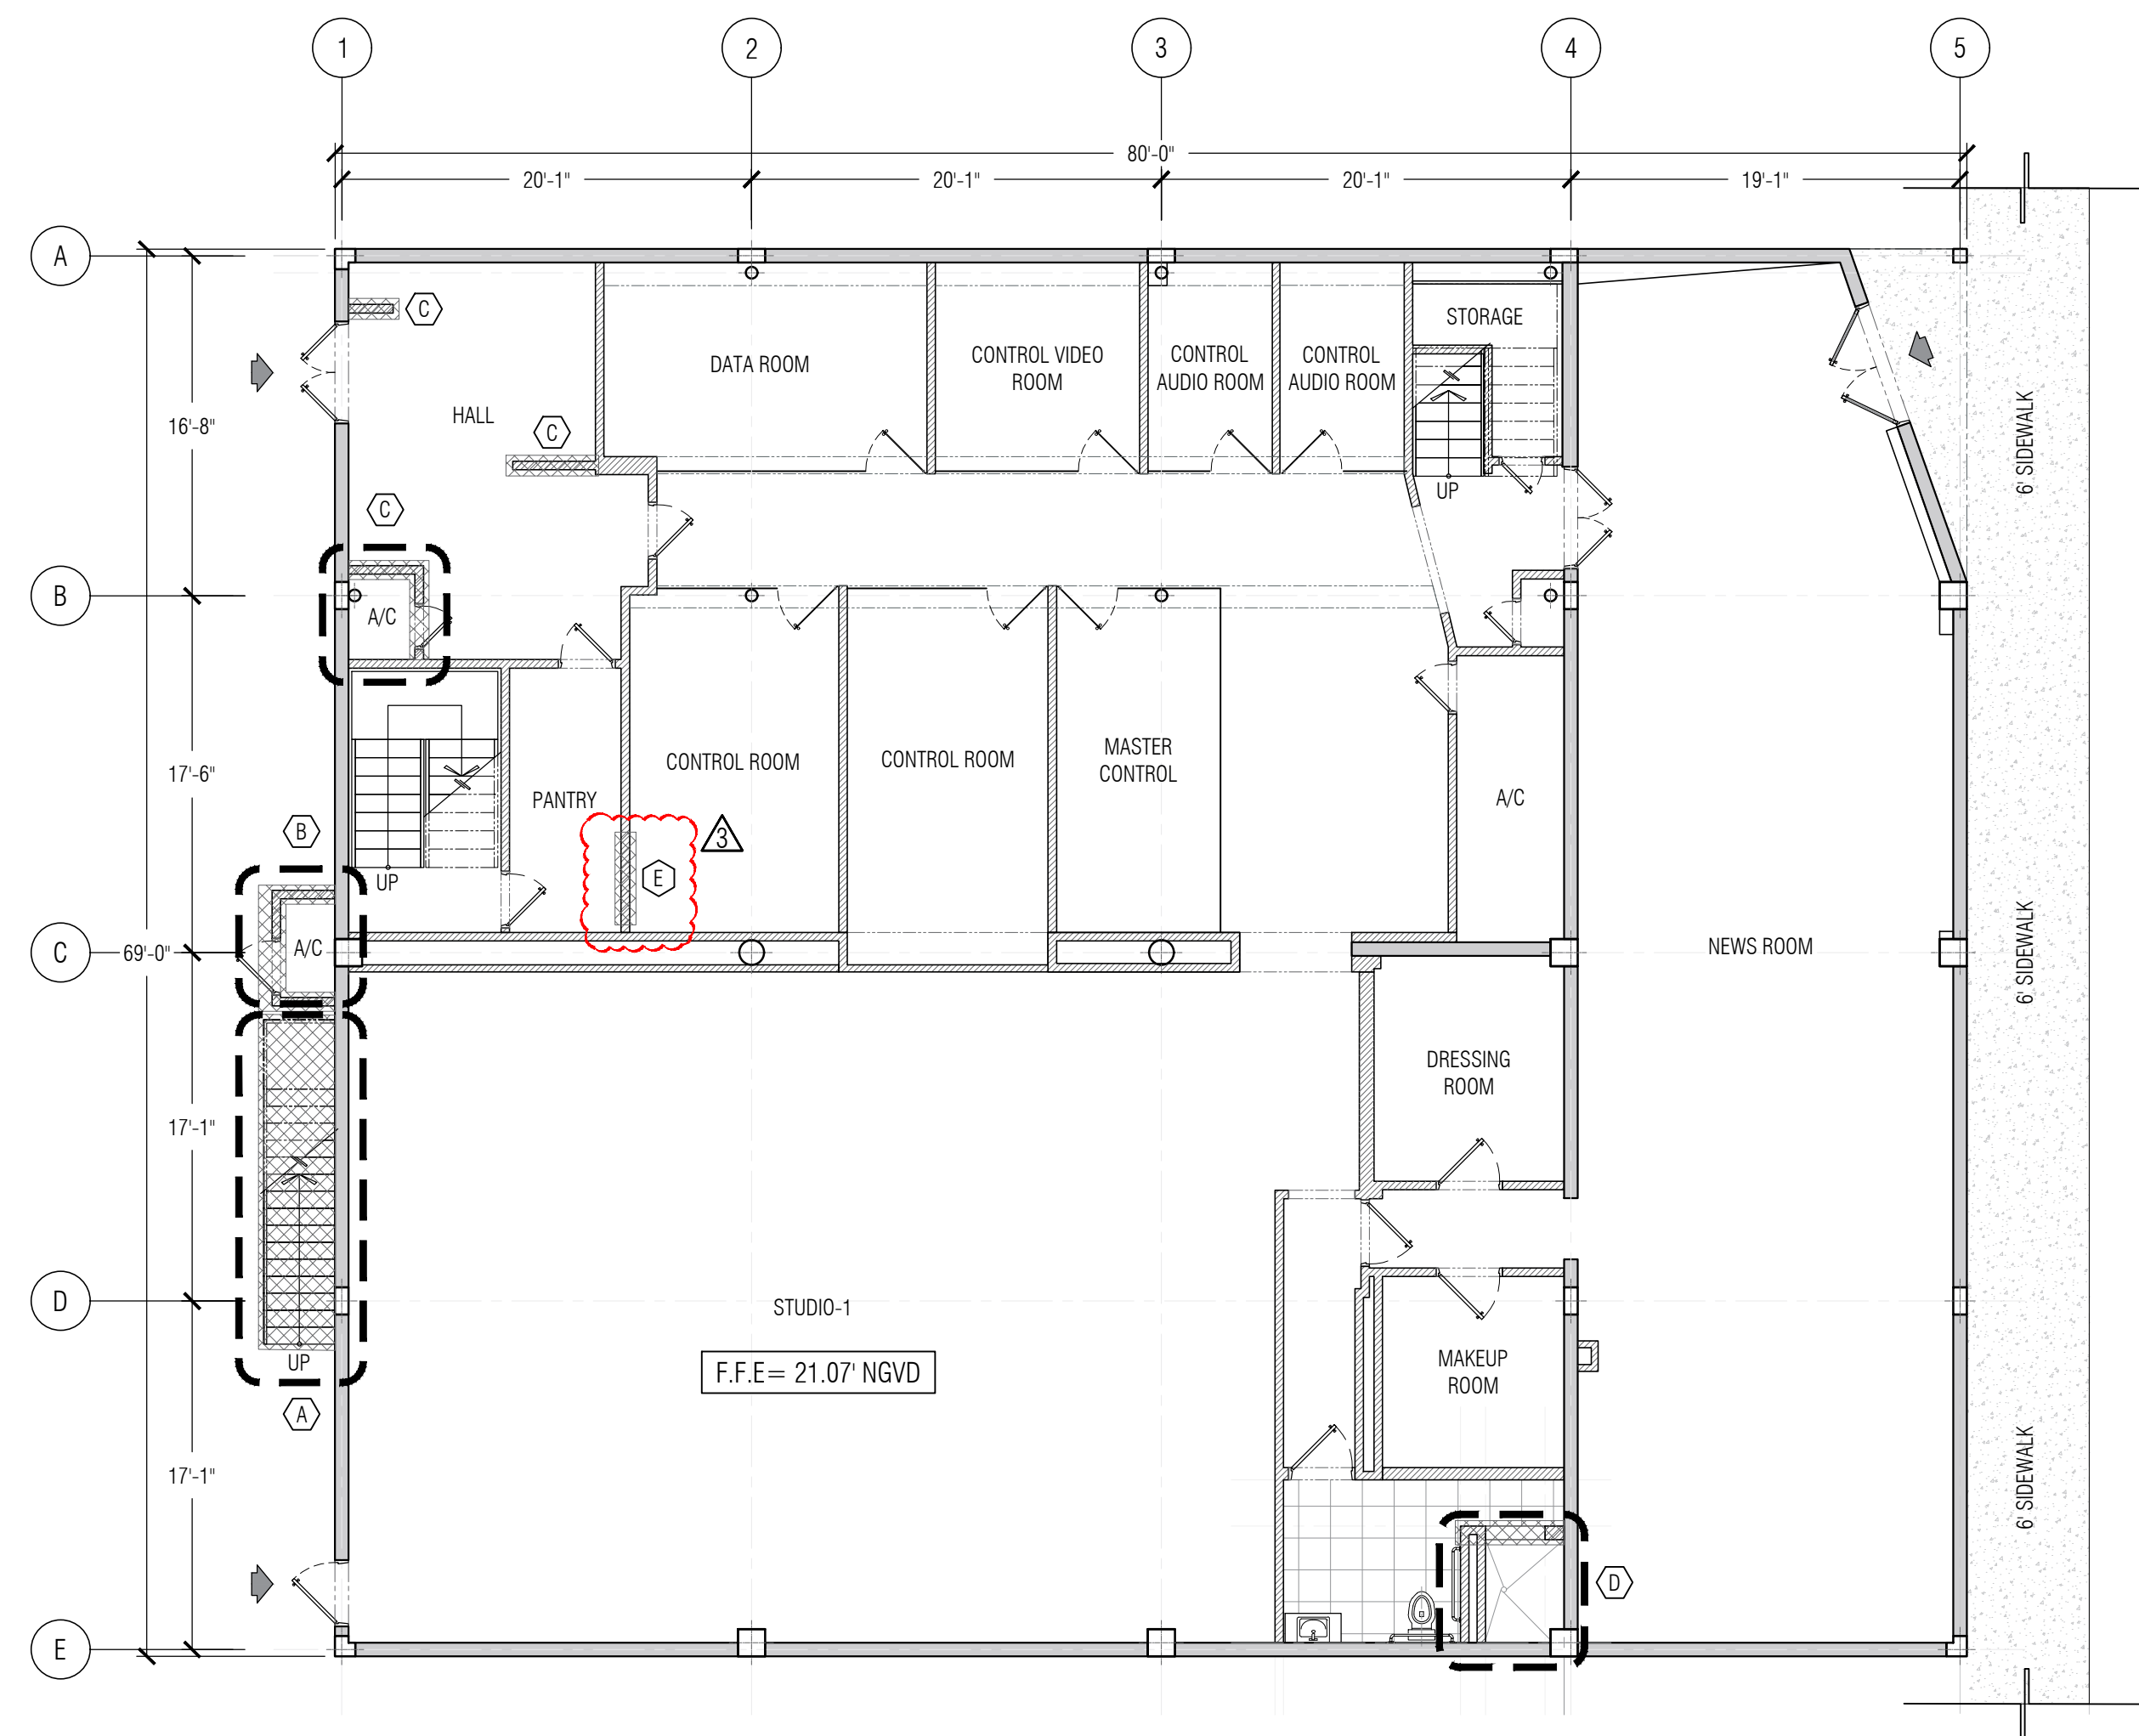 1
2
3
4
5
80'-0"
20'-1"
20'-1"
20'-1"
19'-1"
A
C
STORAGE
CONTROL VIDEO
ROOM
CONTROL
AUDIO ROOM
CONTROL
AUDIO ROOM
DATA ROOM
HALL
16'-8"
C
6' SIDEWALK
UP
C
B
A/C
MASTER
CONTROL
CONTROL ROOM
CONTROL ROOM
17'-6"
PANTRY
A/C
B
3
E
UP
C
69'-0"
A/C
NEWS ROOM
6' SIDEWALK
DRESSING
ROOM
17'-1"
D
STUDIO-1
UP
F.F.E= 21.07' NGVD
MAKEUP
ROOM
A
17'-1"
6' SIDEWALK
D
E